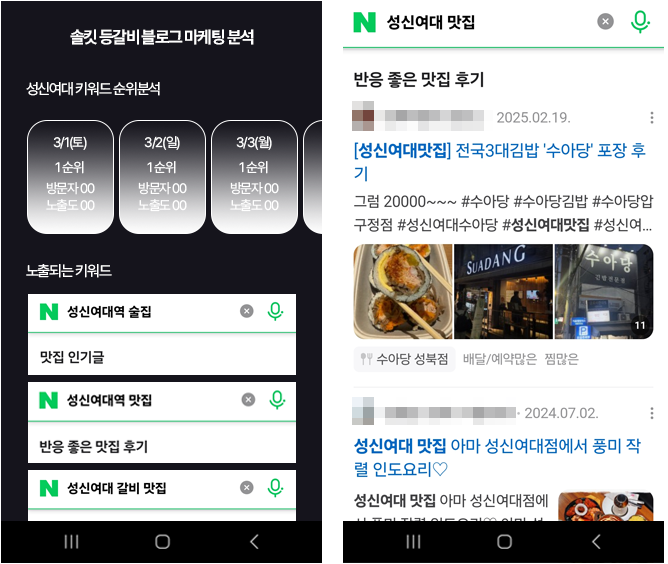 솔킷 등갈비 블로그 마케팅 분석
성신여대 키워드 순위분석
3/1(토)
1 순위
방문자 00
노출도 00
3/2(일)
1 순위
방문자 00
노출도 00
3/3(월)
1 순위
방문자 00
노출도 00
노출되는 키워드
N 성신여대역 술집
맛집 인기글
N 성신여대역 맛집
반응 좋은 맛집 후기
N 성신여대 갈비 맛집
N 성신여대 맛집
반응 좋은 맛집 후기
2025.02.19.
[성신여대맛집] 전국3대김밥 '수아당' 포장 후
기
그럼 20000~~~ #수아당 #수아당김밥 #수아당압
구정점 #성신여대수아당 #성신여대맛집 #성신여...
SUADANG
수아당
김밥전문점
11
수아당 성북점 배달/예약많은 찜많은
· 2024.07.02.
성신여대 맛집 아마 성신여대점에서 풍미 작
렬 인도요리♡
성신여대 맛집 아마 성신여대점에